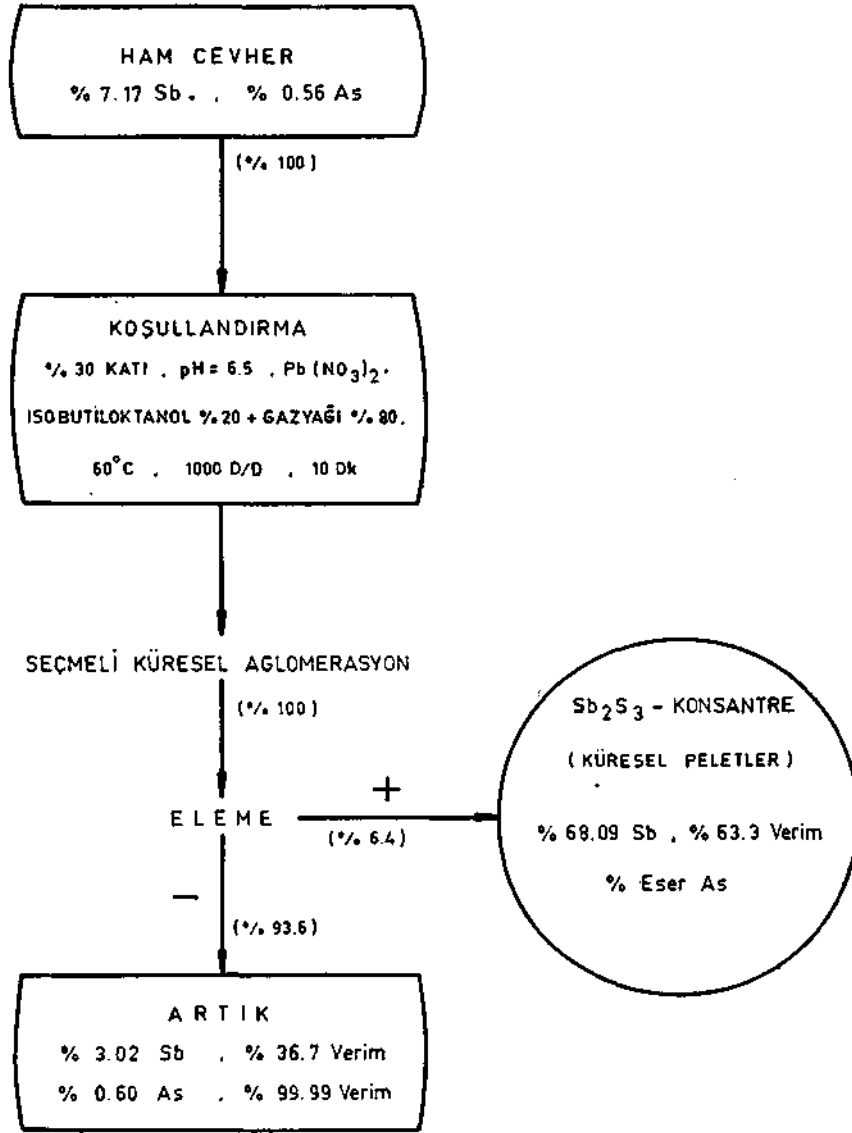 HAM CEVHER
% 7.17 Sb. , % 0.56 As
(% 100)
KOŞULLANDIRMA
% 30 KATI , pH = 6.5 , Pb(NO₃)₂.
ISOBUTİLOKTANOL % 20 + GAZYAĞI % 80.
60°C , 1000 D/D , 10 Dk
SEÇMELİ KÜRESEL AGLOMERASYON
(% 100)
ELEME
+
(% 6.4)
Sb₂S₃ - KONSANTRE
(KÜRESEL PELETLER)
% 68.09 Sb , % 63.3 Verim
% Eser As
−
(% 93.6)
ARTIK
% 3.02 Sb , % 36.7 Verim
% 0.60 As , % 99.99 Verim